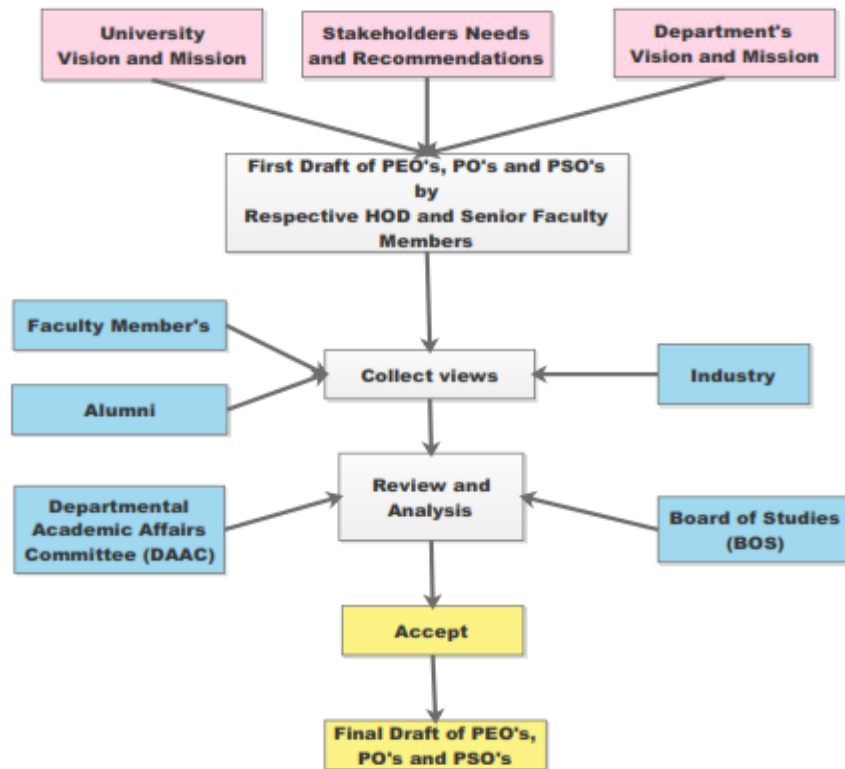 University
Vision and Mission
Stakeholders Needs
and Recommendations
Department's
Vision and Mission
First Draft of PEO's, PO's and PSO's
by
Respective HOD and Senior Faculty
Members
Faculty Member's
Collect views
Industry
Alumni
Review and
Analysis
Departmental
Academic Affairs
Committee (DAAC)
Board of Studies
(BOS)
Accept
Final Draft of PEO's,
PO's and PSO's